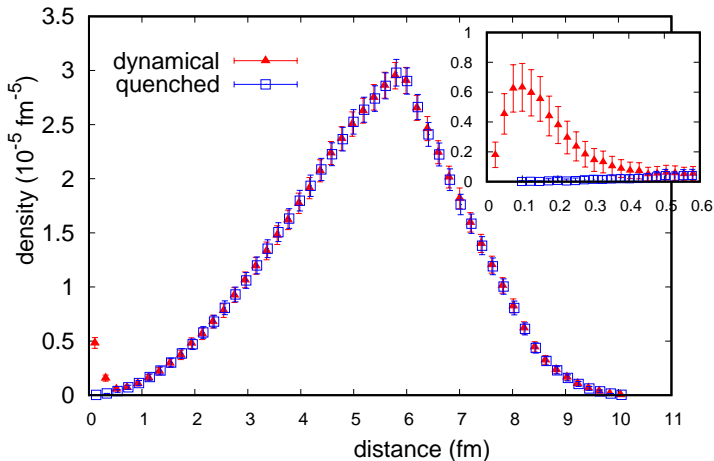 density (10⁻⁵ fm⁻⁵)
3.5
3
2.5
2
1.5
1
0.5
0
dynamical
quenched
1
0.8
0.6
0.4
0.2
0
0 0.1 0.2 0.3 0.4 0.5 0.6
0 1 2 3 4 5 6 7 8 9 10 11
distance (fm)